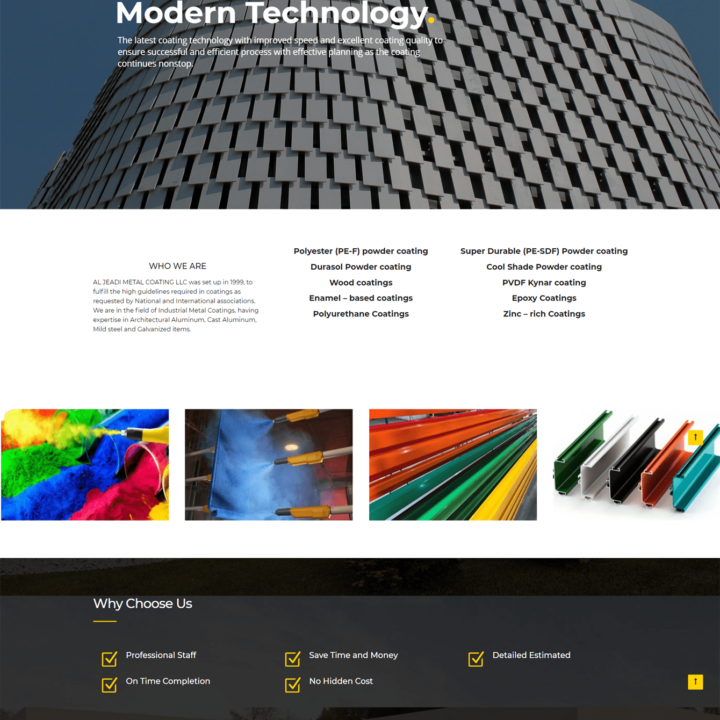 Modern Technology.
The latest coating technology with improved speed and excellent coating quality to
ensure successful and efficient process with effective planning as the coating
continues nonstop.
WHO WE ARE
AL JEADI METAL COATING LLC was set up in 1999, to
fulfill the high guidelines required in coatings as
requested by National and International associations.
We are in the field of Industrial Metal Coatings, having
expertise in Architectural Aluminum, Cast Aluminum,
Mild steel and Galvanized items.
Polyester (PE-F) powder coating
Durasol Powder coating
Wood coatings
Enamel – based coatings
Polyurethane Coatings
Super Durable (PE-SDF) Powder coating
Cool Shade Powder coating
PVDF Kynar coating
Epoxy Coatings
Zinc – rich Coatings
Why Choose Us
Professional Staff
Save Time and Money
Detailed Estimated
On Time Completion
No Hidden Cost